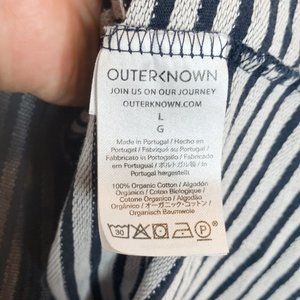 OUTERKNOWN
JOIN US ON OUR JOURNEY
OUTERKNOWN.COM
L
G
Made in Portugal / Hecho en
Portugal / Fabriqué au Portugal /
Fabbricato in Portogallo / Fabricado
em Portugal / ポルトガル製 / In
Portugal hergestellt
100% Organic Cotton / Algodón
Orgánico / Coton Biologique /
Cotone Organico / Algodão
Orgânico / オーガニック・コットン /
Organisch Baumwolle
30
P